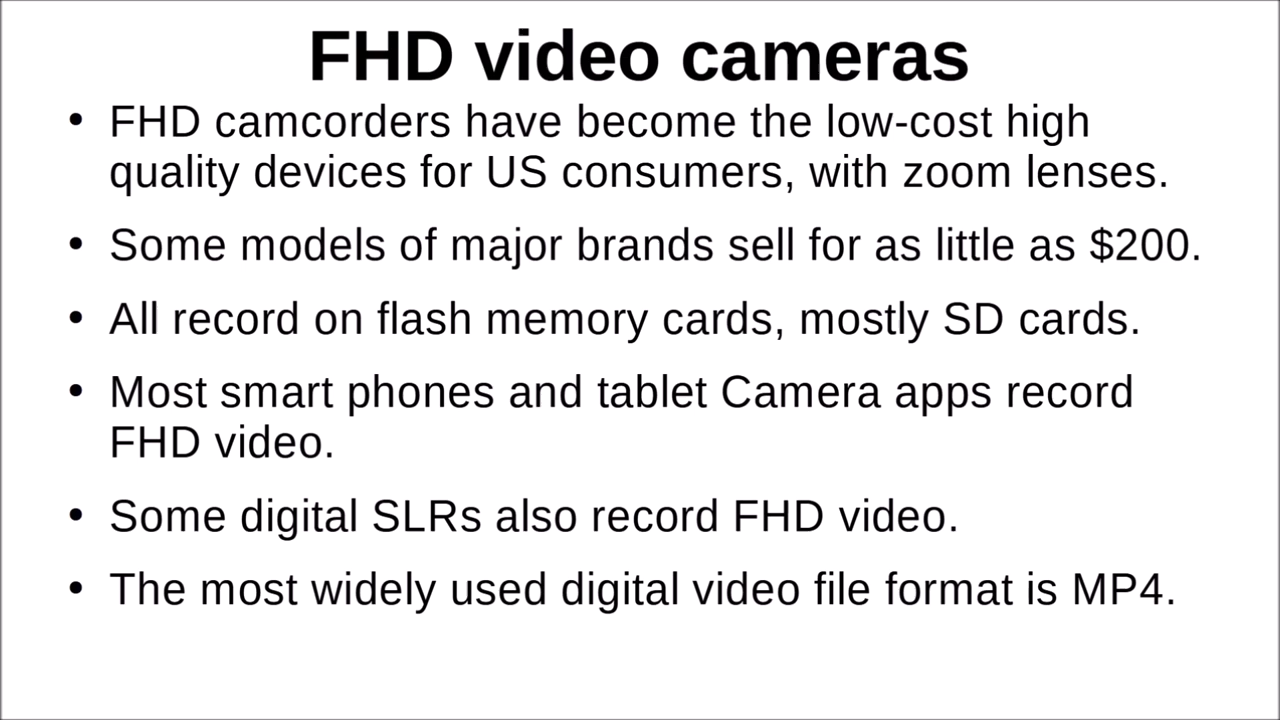 FHD video cameras
• FHD camcorders have become the low-cost high
quality devices for US consumers, with zoom lenses.
• Some models of major brands sell for as little as $200.
• All record on flash memory cards, mostly SD cards.
• Most smart phones and tablet Camera apps record
FHD video.
• Some digital SLRs also record FHD video.
• The most widely used digital video file format is MP4.